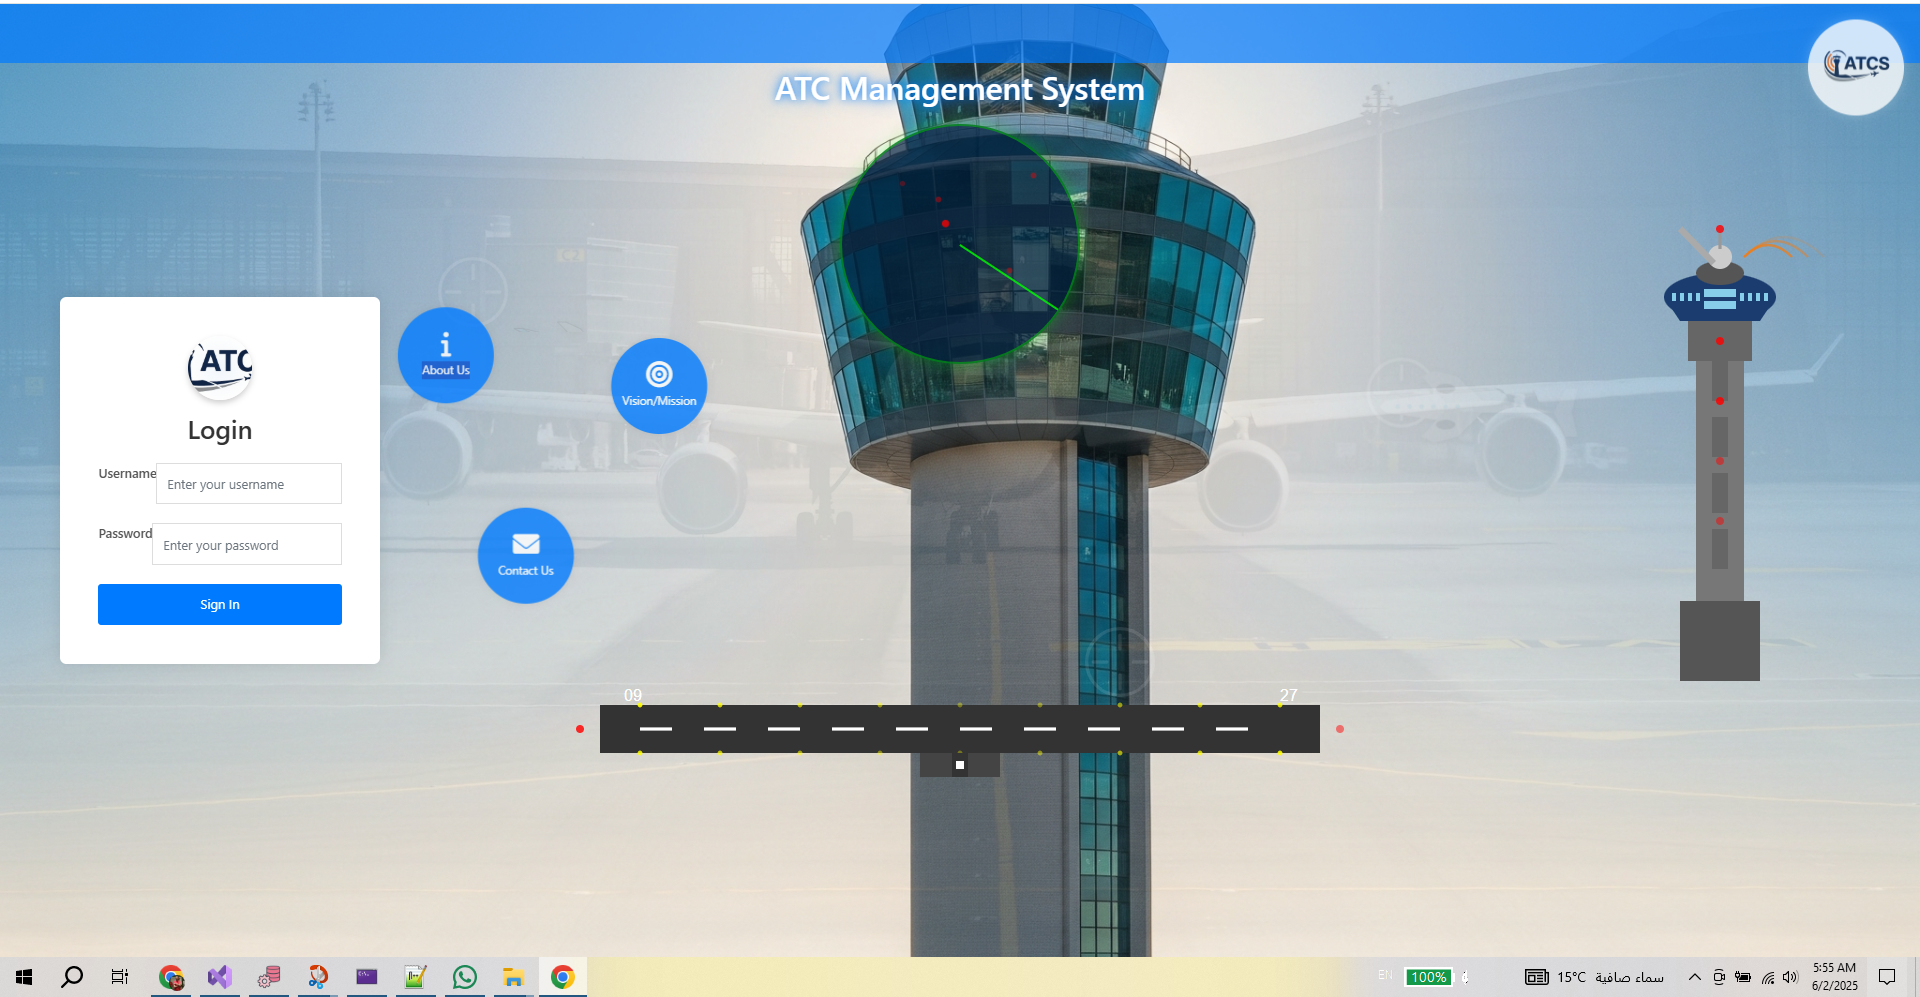 ATC Management System
ATCS
ATC
Login
Username
Enter your username
Password
Enter your password
Sign In
About Us
Vision/Mission
Contact Us
09
27
EN
100%
15°C
سماء صافية
5:55 AM
6/2/2025